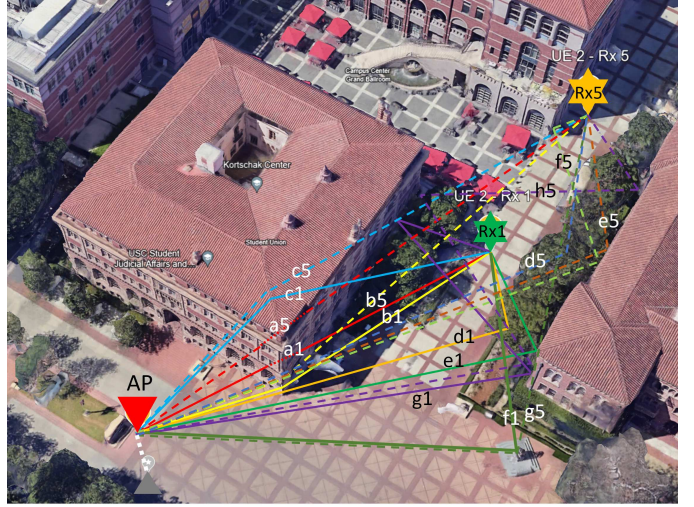 Campus Center
Grand Ballroom
UE 2 - Rx 5
Rx5
Kortschak Center
f5
h5
UE 2 - Rx 1
Rx1
e5
Student Union
USC Student
Judicial Affairs and...
c5
d5
c1
b5
a5
b1
a1
d1
e1
AP
g1
f1
g5